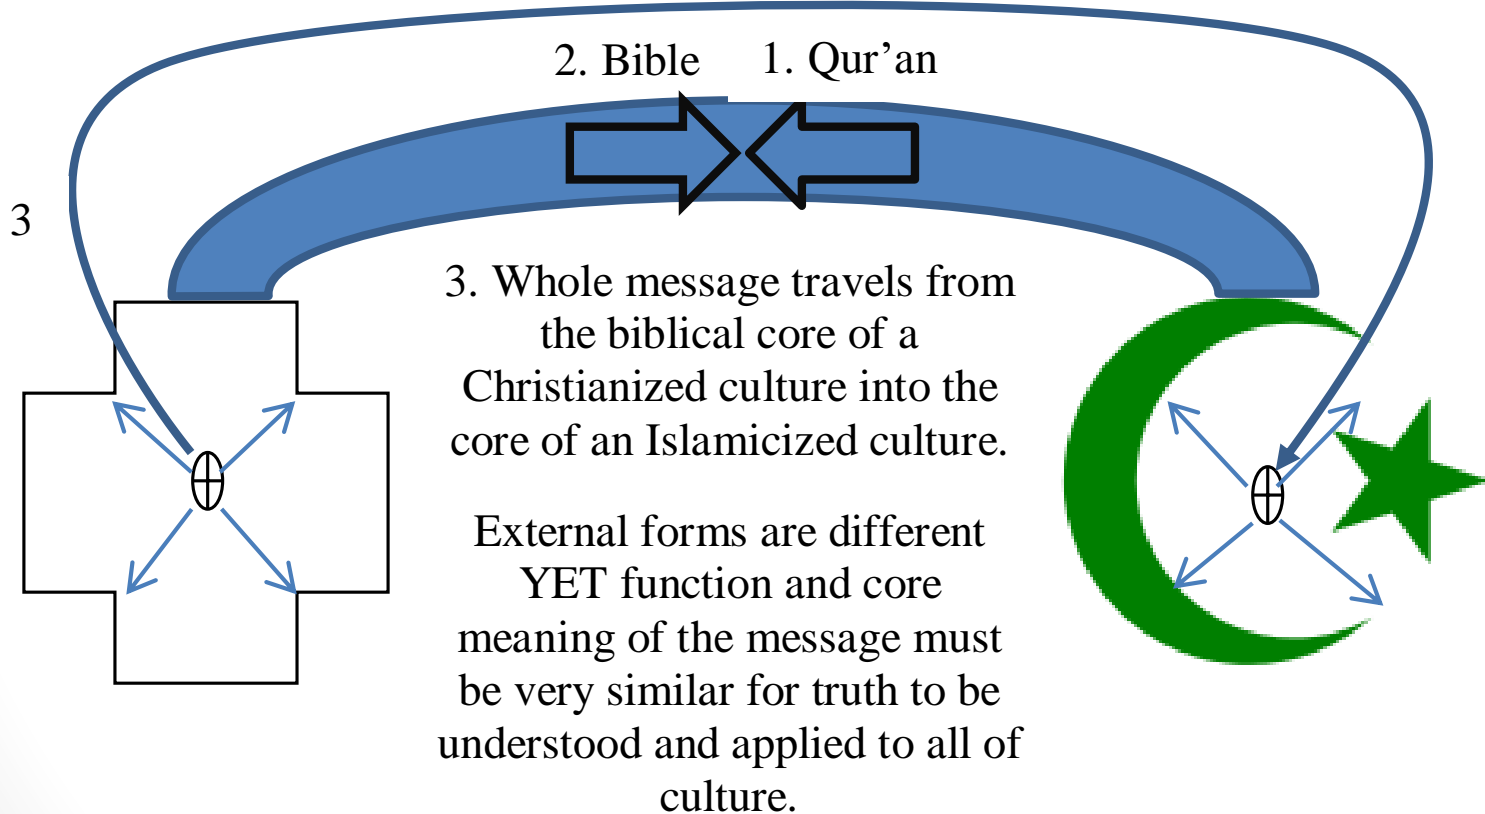 2. Bible
1. Qur’an
3
3. Whole message travels from
the biblical core of a
Christianized culture into the
core of an Islamicized culture.
External forms are different
YET function and core
meaning of the message must
be very similar for truth to be
understood and applied to all of
culture.